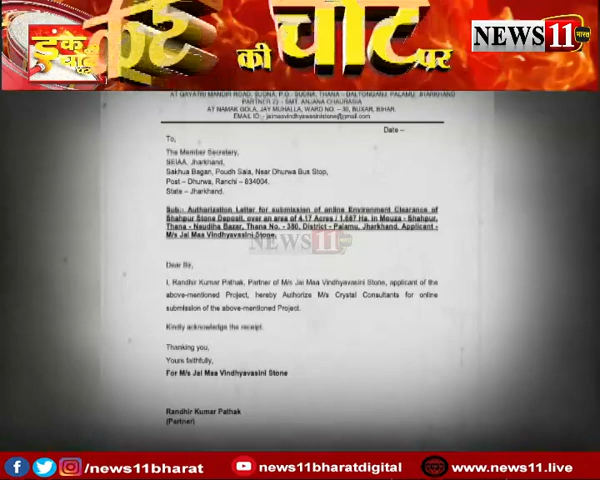 डंके
की
चोट पर
की चोट पर
NEWS 11 भारत
AT GAYATRI MANDIR ROAD, SUDNA, P.O.- SUDNA, THANA – DALTONGANJ, PALAMU, JHARKHAND
PARTNER 2) - SMT. ANJANA CHAURASIA
AT NAMAK GOLA, JAY MUHALLA, WARD NO. – 30, BUXAR, BIHAR.
EMAIL ID:- jaimaavindhyawasinistone@gmail.com
Date –
To,
The Member Secretary,
SEIAA, Jharkhand,
Sakhua Bagan, Poudh Sala, Near Dhurwa Bus Stop,
Post – Dhurwa, Ranchi – 834004.
State – Jharkhand.
Sub:- Authorization Letter for submission of online Environment Clearance of
Shahpur Stone Deposit, over an area of 4.17 Acres / 1.687 Ha. in Mouza - Shahpur,
Thana - Naudiha Bazar, Thana No. - 380, District - Palamu, Jharkhand. Applicant -
M/s Jai Maa Vindhyavasini Stone.
NEWS 11
Dear Sir,
I, Randhir Kumar Pathak, Partner of M/s Jai Maa Vindhyavasini Stone, applicant of the
above-mentioned Project, hereby Authorize M/s Crystal Consultants for online
submission of the above-mentioned Project.
Kindly acknowledge the receipt.
Thanking you,
Yours faithfully,
For M/s Jai Maa Vindhyavasini Stone
Randhir Kumar Pathak
(Partner)
/news11bharat
news11bharatdigital
www.news11.live